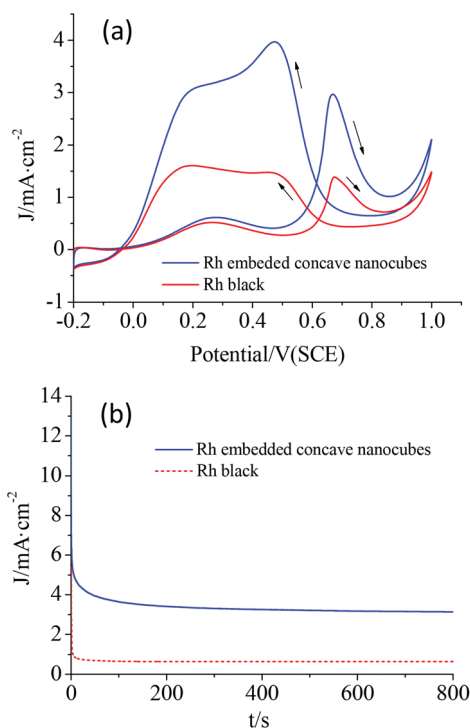 (a)
J/mA·cm-2
4
3
2
1
0
-1
-0.2 0.0 0.2 0.4 0.6 0.8 1.0
Rh embeded concave nanocubes
Rh black
Potential/V(SCE)
(b)
J/mA·cm-2
14
12
10
8
6
4
2
0
0 200 400 600 800
Rh embedded concave nanocubes
Rh black
t/s